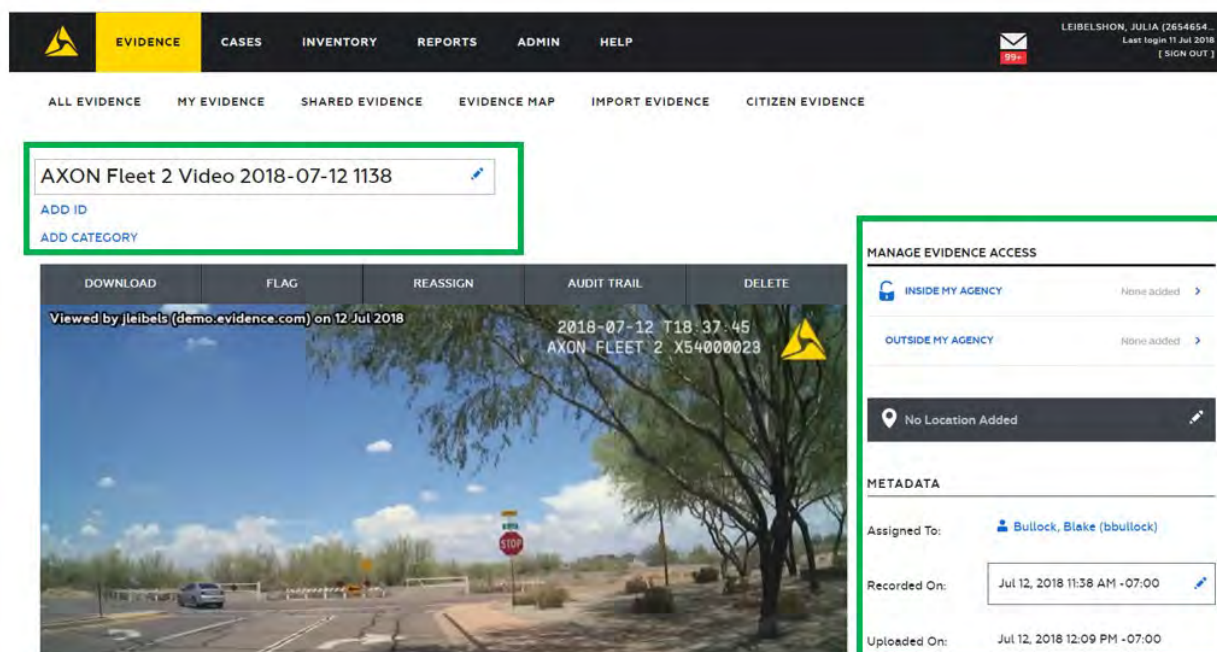 EVIDENCE CASES INVENTORY REPORTS ADMIN HELP
99+
LEIBELSHON, JULIA (2654654...
Last login 11 Jul 2018
[ SIGN OUT ]
ALL EVIDENCE MY EVIDENCE SHARED EVIDENCE EVIDENCE MAP IMPORT EVIDENCE CITIZEN EVIDENCE
AXON Fleet 2 Video 2018-07-12 1138
ADD ID
ADD CATEGORY
DOWNLOAD FLAG REASSIGN AUDIT TRAIL DELETE
Viewed by jleibels (demo.evidence.com) on 12 Jul 2018
2018-07-12 T18:37:45
AXON FLEET 2 X54000023
STOP
MANAGE EVIDENCE ACCESS
INSIDE MY AGENCY None added
OUTSIDE MY AGENCY None added
No Location Added
METADATA
Assigned To: Bullock, Blake (bbullock)
Recorded On: Jul 12, 2018 11:38 AM -07:00
Uploaded On: Jul 12, 2018 12:09 PM -07:00